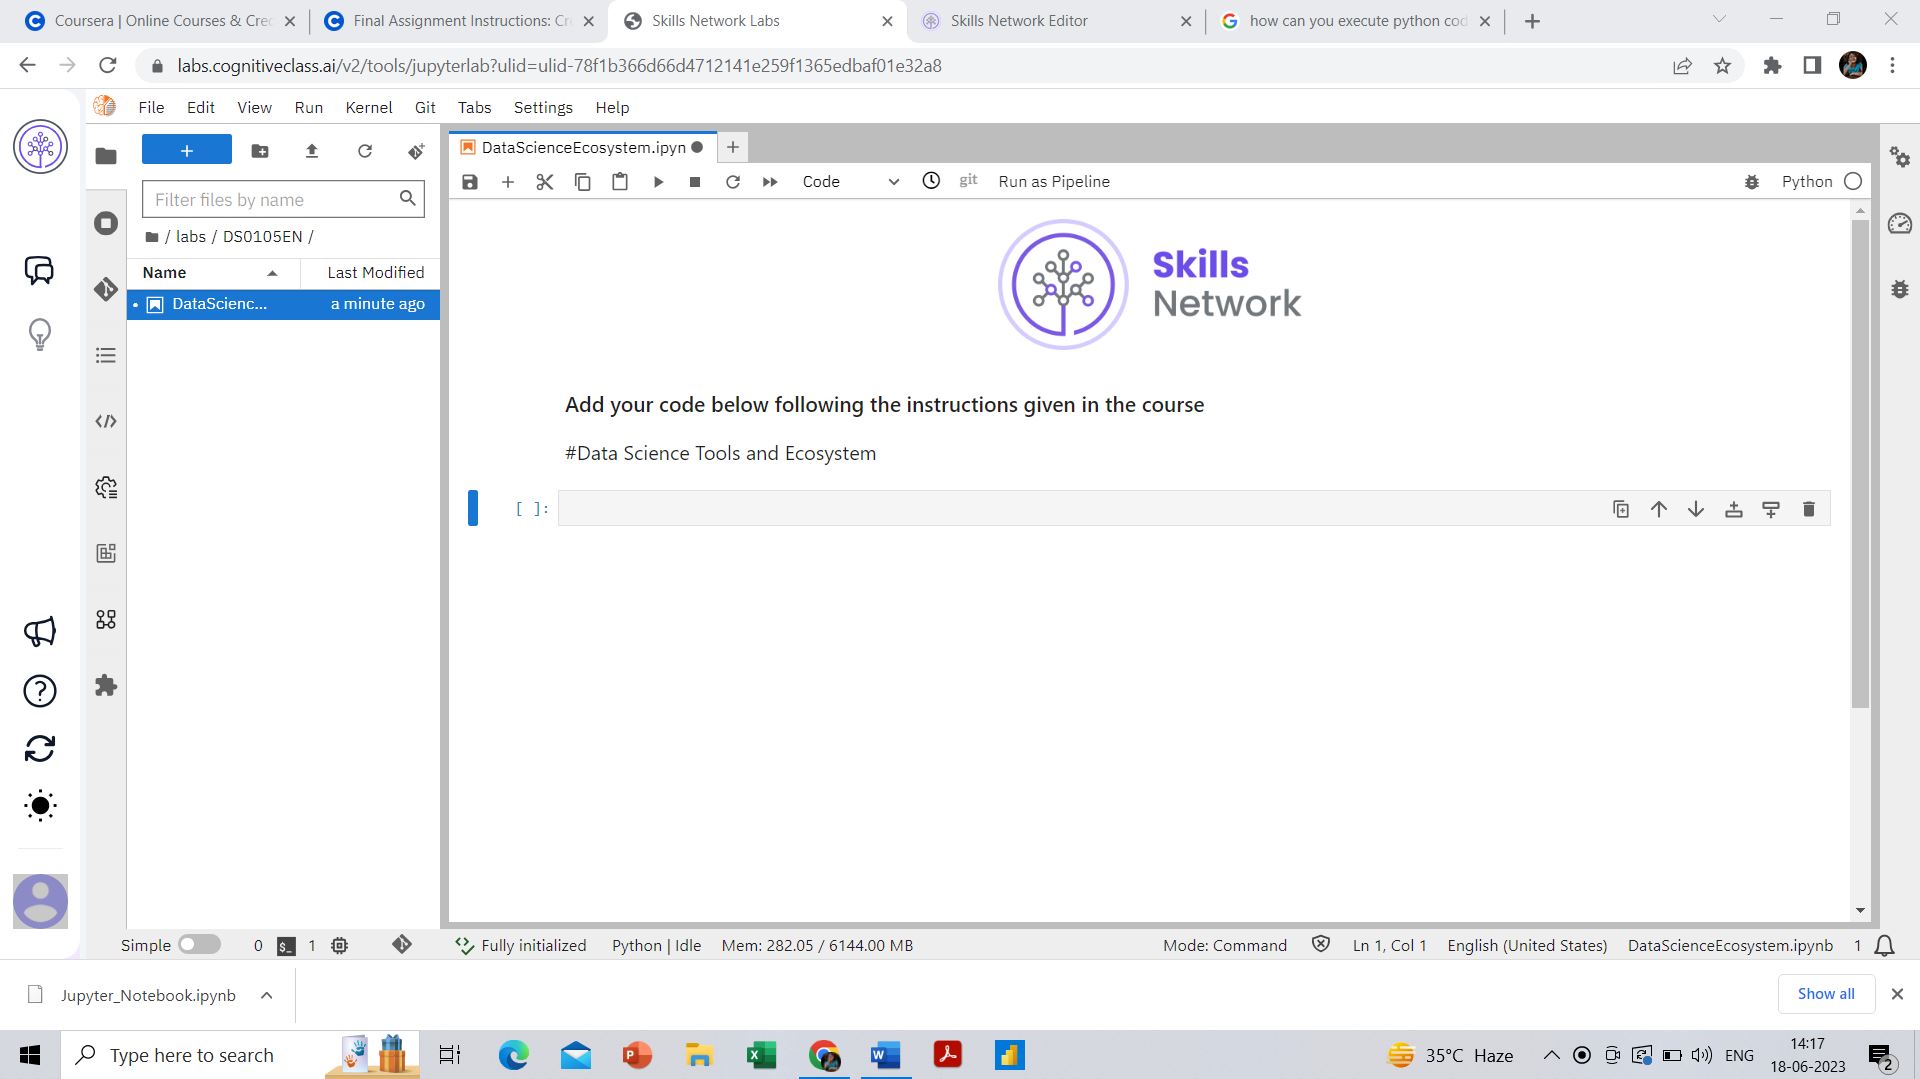 Coursera | Online Courses & Cred
Final Assignment Instructions: Cr
Skills Network Labs
Skills Network Editor
how can you execute python cod
labs.cognitiveclass.ai/v2/tools/jupyterlab?ulid=ulid-78f1b366d66d4712141e259f1365edbaf01e32a8
File Edit View Run Kernel Git Tabs Settings Help
DataScienceEcosystem.ipyn
Code
git
Run as Pipeline
Python
Filter files by name
/ labs / DS0105EN /
Name Last Modified
DataScienc... a minute ago
Skills
Network
Add your code below following the instructions given in the course
#Data Science Tools and Ecosystem
[ ]:
Simple 0 $_ 1
Fully initialized Python | Idle Mem: 282.05 / 6144.00 MB
Mode: Command Ln 1, Col 1 English (United States) DataScienceEcosystem.ipynb 1
Jupyter_Notebook.ipynb
Show all
Type here to search
35°C Haze
ENG
14:17
18-06-2023
2